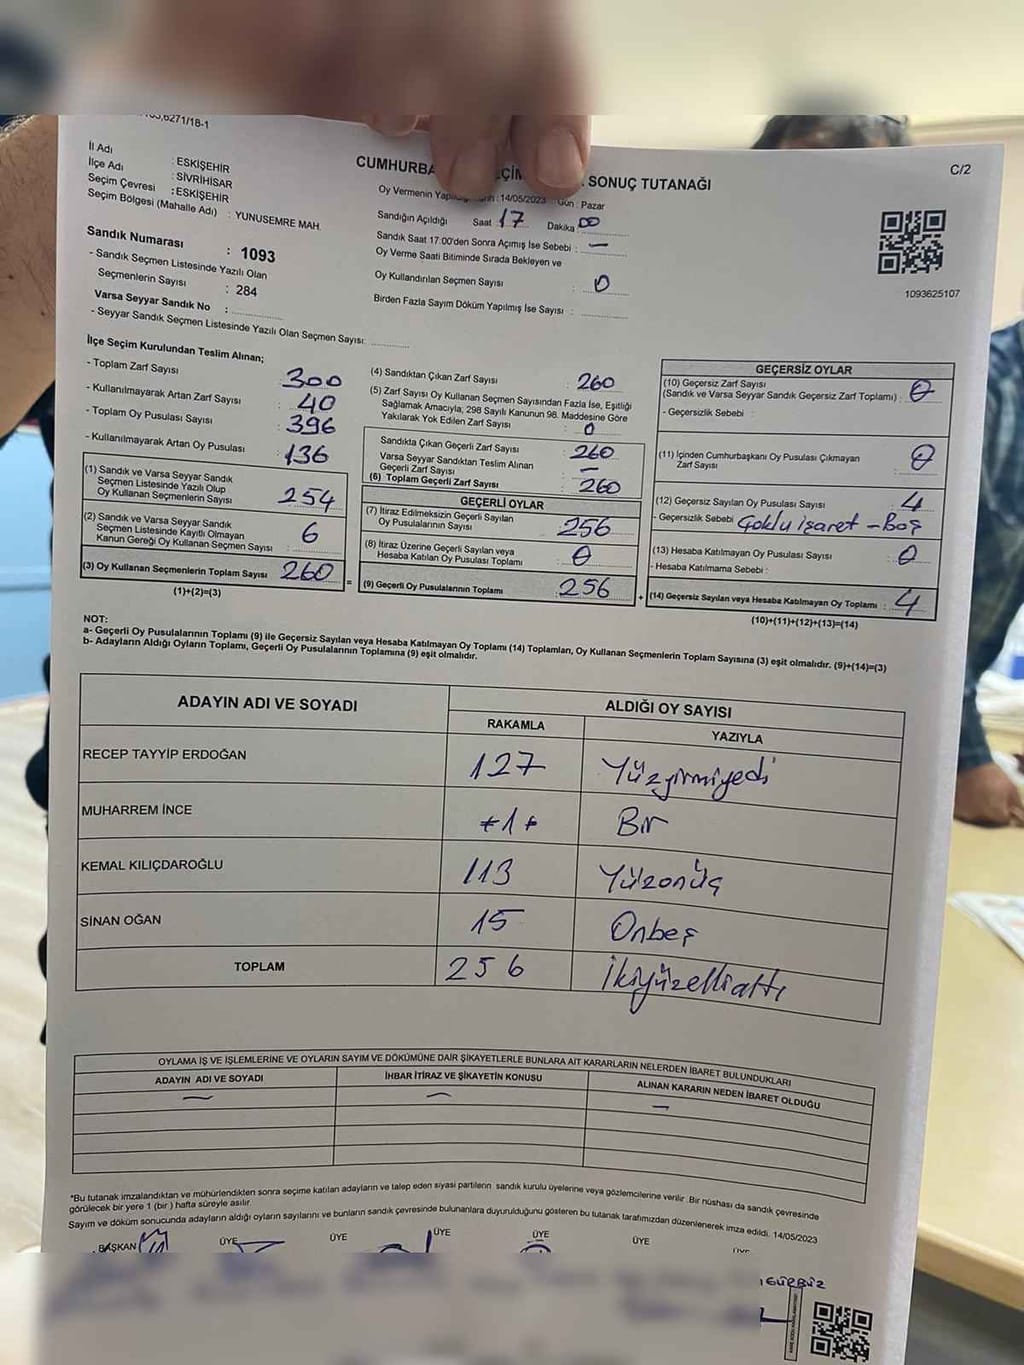 6271/18-1
C/2
İl Adı : ESKİŞEHİR
İlçe Adı : SİVRİHİSAR
Seçim Çevresi : ESKİŞEHİR
Seçim Bölgesi (Mahalle Adı) : YUNUSEMRE MAH.
Sandık Numarası : 1093
- Sandık Seçmen Listesinde Yazılı Olan
Seçmenlerin Sayısı : 284
Varsa Seyyar Sandık No :
- Seyyar Sandık Seçmen Listesinde Yazılı Olan Seçmen Sayısı:
SONUÇ TUTANAĞI
Oy Vermenin : 14/05/2023 Gün : Pazar
Sandığın Açıldığı Saat 17 Dakika 00
Sandık Saat 17:00'den Sonra Açımış İse Sebebi : —
Oy Verme Saati Bitiminde Sırada Bekleyen ve
Oy Kullandırılan Seçmen Sayısı : 0
Birden Fazla Sayım Döküm Yapılmış İse Sayısı :
1093625107
İlçe Seçim Kurulundan Teslim Alınan;
- Toplam Zarf Sayısı : 300
- Kullanılmayarak Artan Zarf Sayısı : 40
- Toplam Oy Pusulası Sayısı : 396
- Kullanılmayarak Artan Oy Pusulası : 136
(1) Sandık ve Varsa Seyyar Sandık
Seçmen Listesinde Yazılı Olup
Oy Kullanan Seçmenlerin Sayısı : 254
(2) Sandık ve Varsa Seyyar Sandık
Seçmen Listesinde Kayıtlı Olmayan
Kanun Gereği Oy Kullanan Seçmen Sayısı : 6
(3) Oy Kullanan Seçmenlerin Toplam Sayısı : 260
(1)+(2)=(3)
=
(4) Sandıktan Çıkan Zarf Sayısı : 260
(5) Zarf Sayısı Oy Kullanan Seçmen Sayısından Fazla İse, Eşitliği
Sağlamak Amacıyla, 298 Sayılı Kanunun 98. Maddesine Göre
Yakılarak Yok Edilen Zarf Sayısı : 0
Sandıkta Çıkan Geçerli Zarf Sayısı : 260
Varsa Seyyar Sandıktan Teslim Alınan
Geçerli Zarf Sayısı : —
(6) Toplam Geçerli Zarf Sayısı : 260
GEÇERLİ OYLAR
(7) İtiraz Edilmeksizin Geçerli Sayılan
Oy Pusulalarının Sayısı : 256
(8) İtiraz Üzerine Geçerli Sayılan veya
Hesaba Katılan Oy Pusulası Toplamı : 0
(9) Geçerli Oy Pusulalarının Toplamı : 256
+
GEÇERSİZ OYLAR
(10) Geçersiz Zarf Sayısı
(Sandık ve Varsa Seyyar Sandık Geçersiz Zarf Toplamı) : 0
- Geçersizlik Sebebi :
(11) İçinden Cumhurbaşkanı Oy Pusulası Çıkmayan
Zarf Sayısı : 0
(12) Geçersiz Sayılan Oy Pusulası Sayısı : 4
- Geçersizlik Sebebi Çoklu işaret - Boş
(13) Hesaba Katılmayan Oy Pusulası Sayısı : 0
- Hesaba Katılmama Sebebi :
(14) Geçersiz Sayılan veya Hesaba Katılmayan Oy Toplamı : 4
(10)+(11)+(12)+(13)=(14)
NOT:
a- Geçerli Oy Pusulalarının Toplamı (9) ile Geçersiz Sayılan veya Hesaba Katılmayan Oy Toplamı (14) Toplamları, Oy Kullanan Seçmenlerin Toplam Sayısına (3) eşit olmalıdır. (9)+(14)=(3)
b- Adayların Aldığı Oyların Toplamı, Geçerli Oy Pusulalarının Toplamına (9) eşit olmalıdır.
ADAYIN ADI VE SOYADI ALDIĞI OY SAYISI
RAKAMLA YAZIYLA
RECEP TAYYİP ERDOĞAN 127 Yüzyirmiyedi
MUHARREM İNCE *1* Bir
KEMAL KILIÇDAROĞLU 113 Yüzonüç
SİNAN OĞAN 15 Onbeş
TOPLAM 256 İkiyüzellialtı
OYLAMA İŞ VE İŞLEMLERİNE VE OYLARIN SAYIM VE DÖKÜMÜNE DAİR ŞİKAYETLERLE BUNLARA AİT KARARLARIN NELERDEN İBARET BULUNDUKLARI
ADAYIN ADI VE SOYADI İHBAR İTİRAZ VE ŞİKAYETİN KONUSU ALINAN KARARIN NEDEN İBARET OLDUĞU
— — —
*Bu tutanak imzalandıktan ve mühürlendikten sonra seçime katılan adayların ve talep eden siyasi partilerin sandık kurulu üyelerine veya gözlemcilerine verilir. Bir nüshası da sandık çevresinde
görülecek bir yere 1 (bir) hafta süreyle asılır.
Sayım ve döküm sonucunda adayların aldığı oyların sayılarını ve bunların sandık çevresinde bulunanlara duyurulduğunu gösteren bu tutanak tarafımızdan düzenlenerek imza edildi. 14/05/2023
BAŞKAN ÜYE ÜYE ÜYE ÜYE ÜYE
GÜRBÜZ